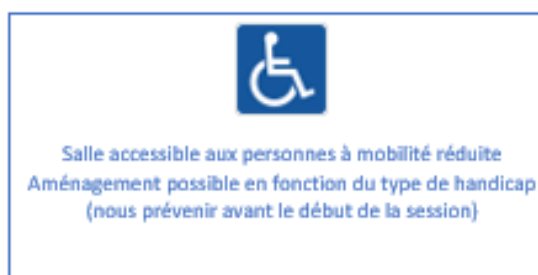 Salle accessible aux personnes à mobilité réduite
Aménagement possible en fonction du type de handicap
(nous prévenir avant le début de la session)